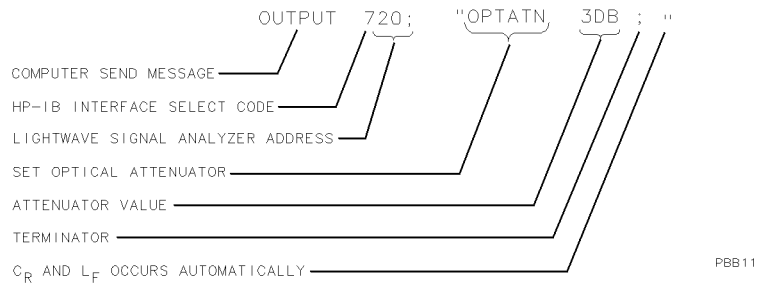 OUTPUT 720; "OPTATN 3DB ; "
COMPUTER SEND MESSAGE
HP-IB INTERFACE SELECT CODE
LIGHTWAVE SIGNAL ANALYZER ADDRESS
SET OPTICAL ATTENUATOR
ATTENUATOR VALUE
TERMINATOR
CR AND LF OCCURS AUTOMATICALLY
PBB11